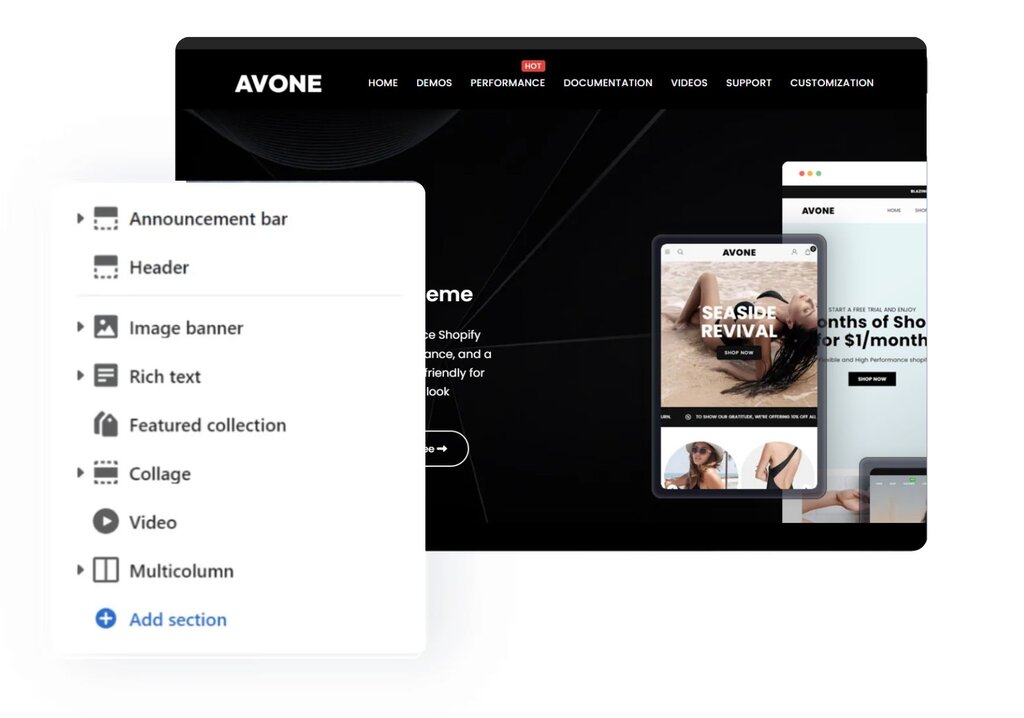 HOT
AVONE
HOME DEMOS PERFORMANCE DOCUMENTATION VIDEOS SUPPORT CUSTOMIZATION
Announcement bar
Header
Image banner
Rich text
Featured collection
Collage
Video
Multicolumn
Add section
eme
ce Shopify
ance, and a
friendly for
look
ee
AVONE
SEASIDE
REVIVAL
SHOP NOW
URN. TO SHOW OUR GRATITUDE, WE'RE OFFERING 10% OFF ALL
BLAZING
AVONE HOME SHOP
START A FREE TRIAL AND ENJOY
onths of Sho
for $1/month
exible and High Performance shopif
SHOP NOW